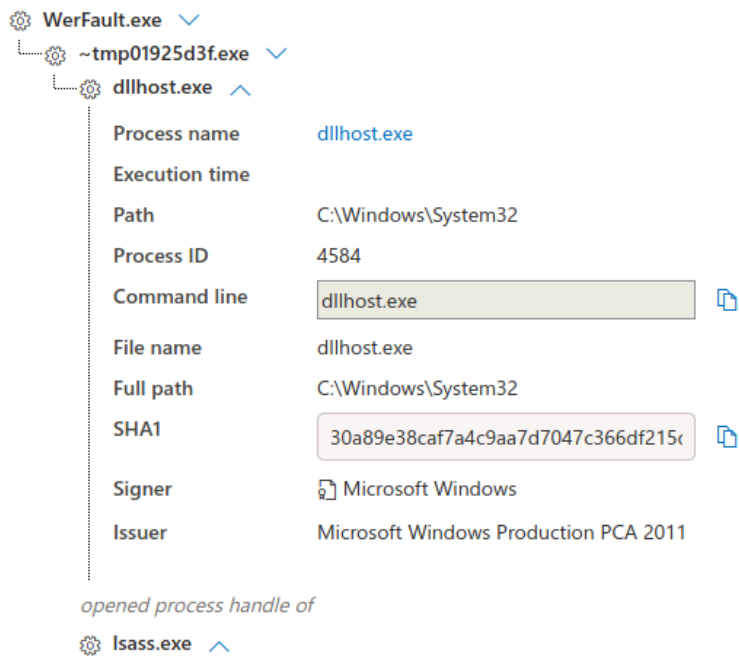 WerFault.exe
~tmp01925d3f.exe
dllhost.exe
Process name dllhost.exe
Execution time
Path C:\Windows\System32
Process ID 4584
Command line dllhost.exe
File name dllhost.exe
Full path C:\Windows\System32
SHA1 30a89e38caf7a4c9aa7d7047c366df215
Signer Microsoft Windows
Issuer Microsoft Windows Production PCA 2011
opened process handle of
lsass.exe